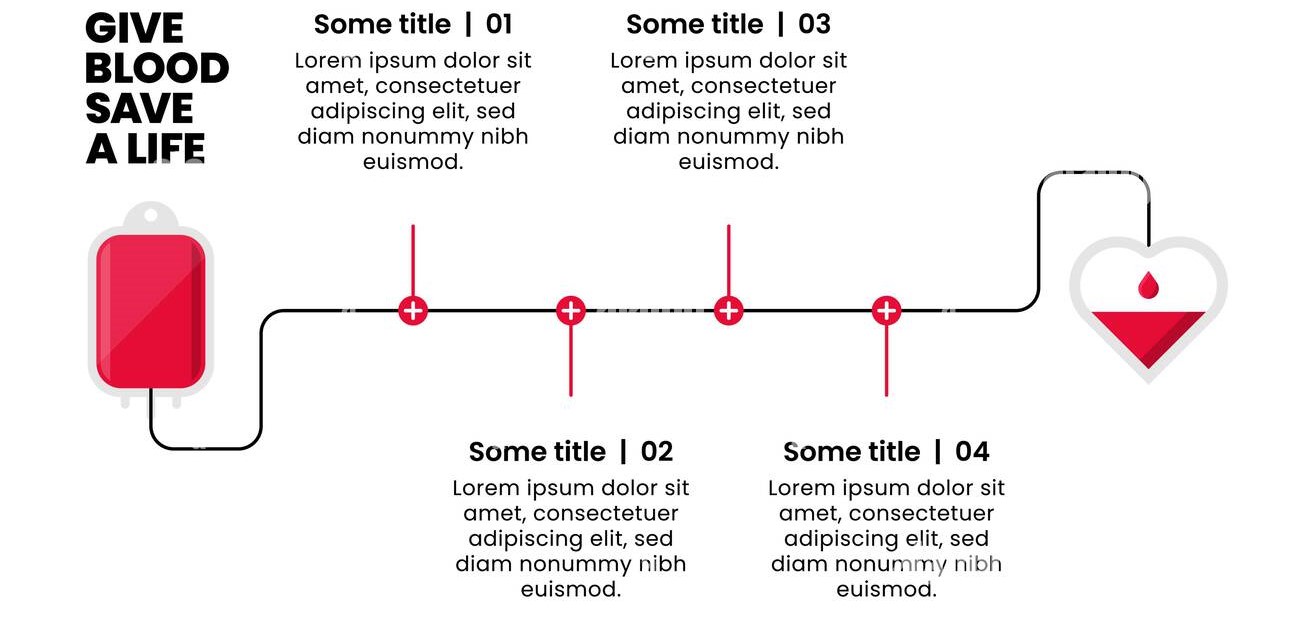 GIVE
BLOOD
SAVE
A LIFE
Some title | 01
Lorem ipsum dolor sit
amet, consectetuer
adipiscing elit, sed
diam nonummy nibh
euismod.
Some title | 03
Lorem ipsum dolor sit
amet, consectetuer
adipiscing elit, sed
diam nonummy nibh
euismod.
Some title | 02
Lorem ipsum dolor sit
amet, consectetuer
adipiscing elit, sed
diam nonummy nibh
euismod.
Some title | 04
Lorem ipsum dolor sit
amet, consectetuer
adipiscing elit, sed
diam nonummy nibh
euismod.